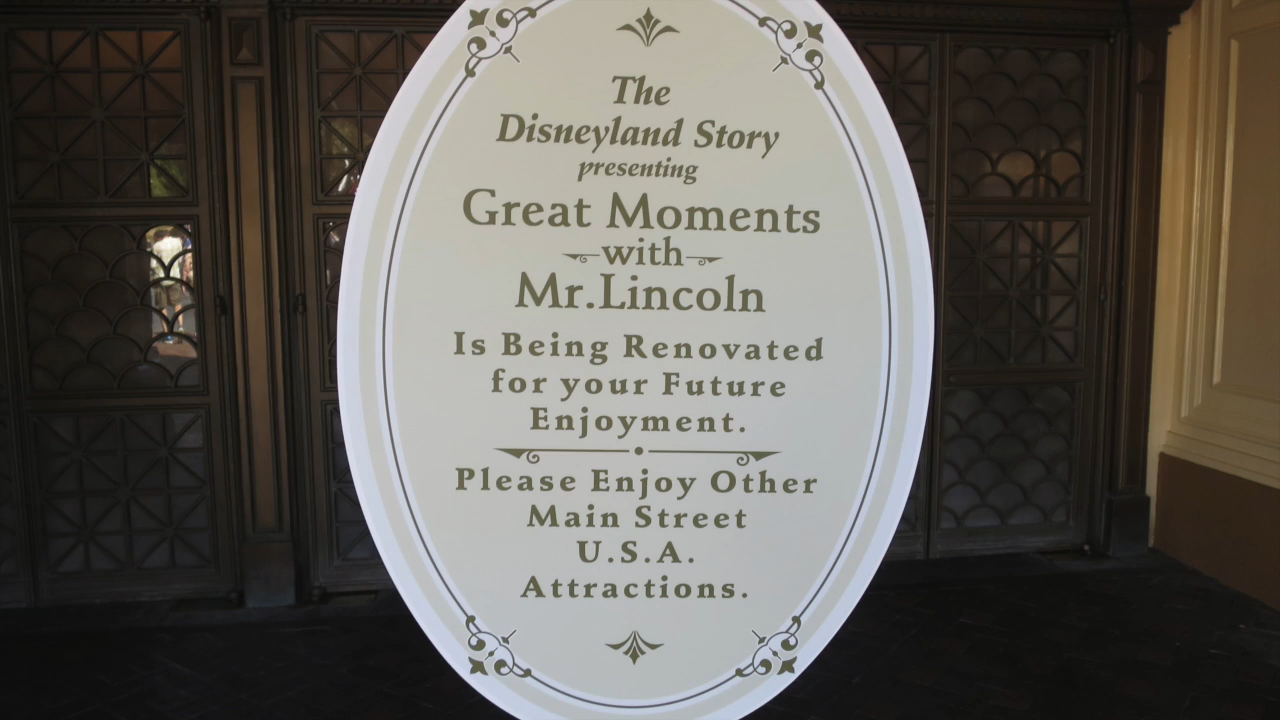 The
Disneyland Story
presenting
Great Moments
with
Mr.Lincoln
Is Being Renovated
for your Future
Enjoyment.
Please Enjoy Other
Main Street
U.S.A.
Attractions.